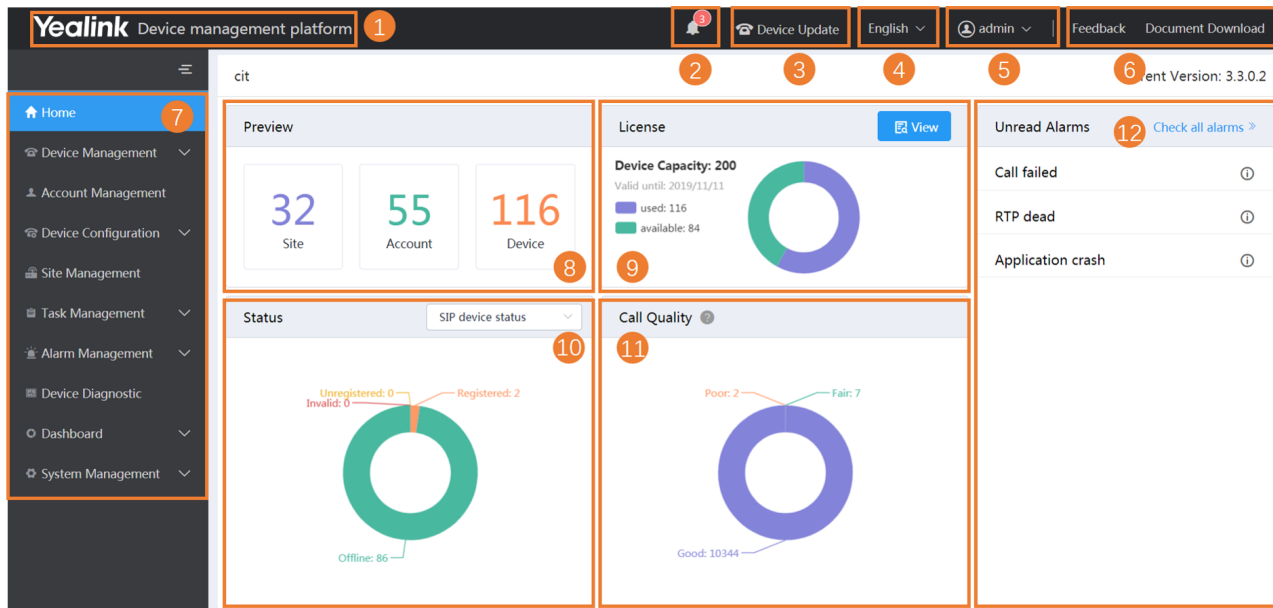 Yealink Device management platform 1
3
Device Update English admin Feedback Document Download
2 3 4 5 6
cit
rent Version: 3.3.0.2
Home 7
Device Management
Account Management
Device Configuration
Site Management
Task Management
Alarm Management
Device Diagnostic
Dashboard
System Management
Preview
32
Site
55
Account
116
Device
8
License
View
Device Capacity: 200
Valid until: 2019/11/11
used: 116
available: 84
9
Unread Alarms
12
Check all alarms »
Call failed
RTP dead
Application crash
Status
SIP device status
10
Unregistered: 0
Registered: 2
Invalid: 0
Offline: 86
Call Quality ?
11
Poor: 2
Fair: 7
Good: 10344